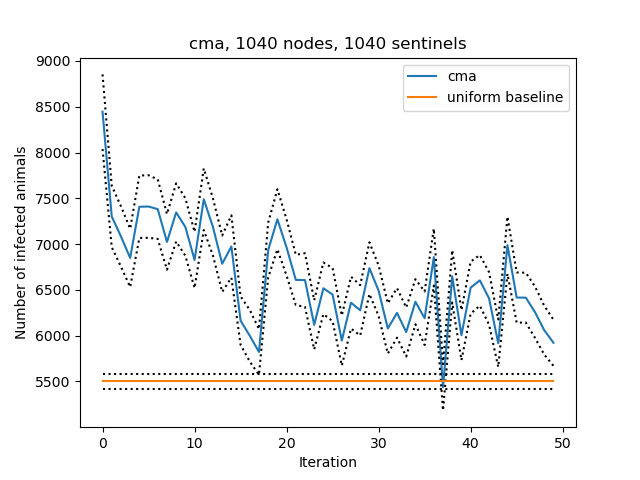 cma, 1040 nodes, 1040 sentinels
cma
uniform baseline
Number of infected animals
9000
8500
8000
7500
7000
6500
6000
5500
0 10 20 30 40 50
Iteration